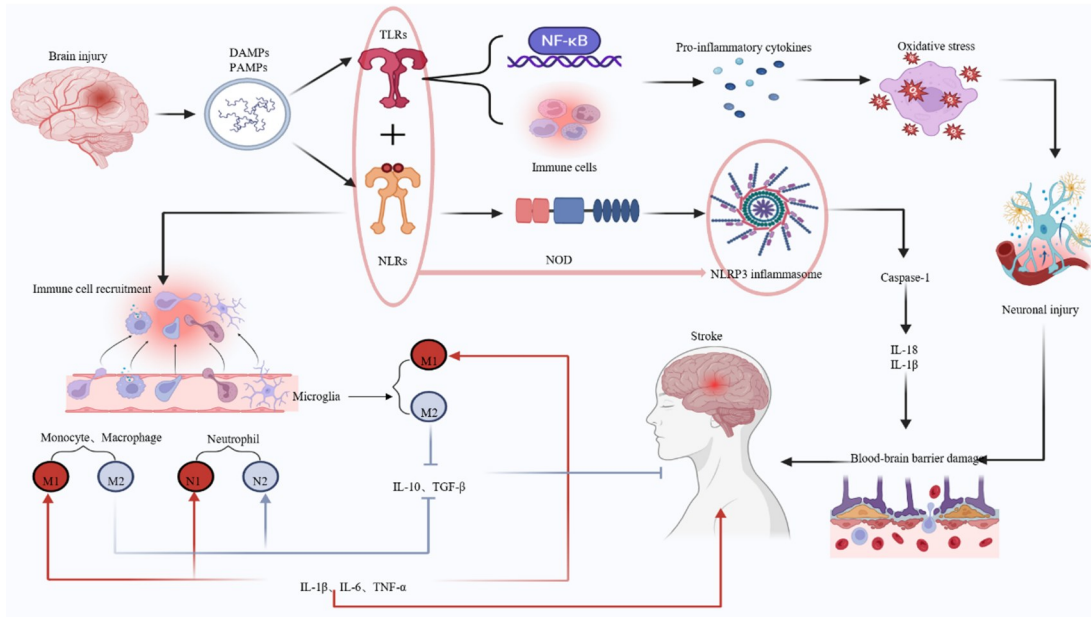 Brain injury
DAMPs
PAMPs
TLRs
NF-κB
Pro-inflammatory cytokines
Oxidative stress
Immune cells
NLRs
NOD
NLRP3 inflammasome
Caspase-1
Neuronal injury
Immune cell recruitment
IL-18
IL-1β
Stroke
Microglia
M1
M2
Monocyte、Macrophage
Neutrophil
M1
M2
N1
N2
IL-10、TGF-β
Blood-brain barrier damage
IL-1β、IL-6、TNF-α